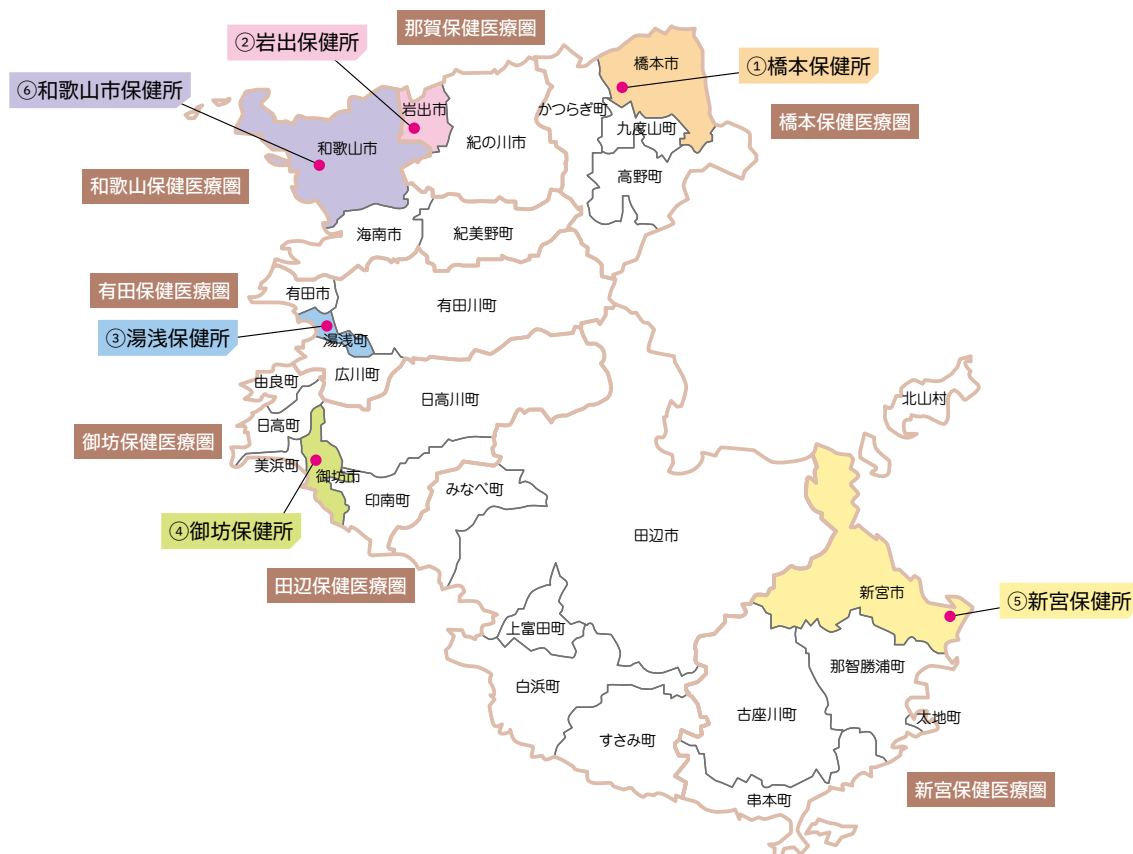 那賀保健医療圏
②岩出保健所
①橋本保健所
橋本市
⑥和歌山市保健所
岩出市
かつらぎ町
橋本保健医療圏
九度山町
紀の川市
和歌山市
高野町
和歌山保健医療圏
海南市
紀美野町
有田保健医療圏
有田市
有田川町
③湯浅保健所
湯浅町
広川町
由良町
日高川町
北山村
日高町
御坊保健医療圏
美浜町
御坊市
みなべ町
印南町
④御坊保健所
田辺市
田辺保健医療圏
新宮市
⑤新宮保健所
上富田町
那智勝浦町
白浜町
古座川町
太地町
すさみ町
新宮保健医療圏
串本町